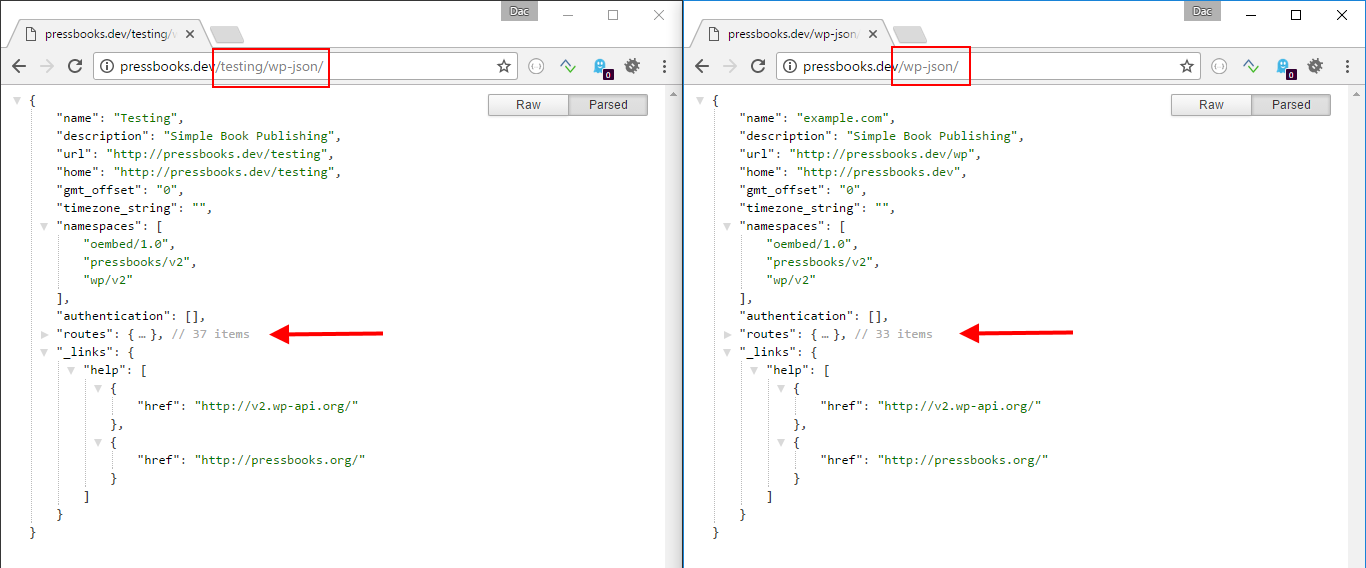 Dac
pressbooks.dev/testing/
pressbooks.dev/testing/wp-json/
0
Raw
Parsed
{
"name": "Testing",
"description": "Simple Book Publishing",
"url": "http://pressbooks.dev/testing",
"home": "http://pressbooks.dev/testing",
"gmt_offset": "0",
"timezone_string": "",
"namespaces": [
"oembed/1.0",
"pressbooks/v2",
"wp/v2"
],
"authentication": [],
"routes": { … }, // 37 items
"_links": {
"help": [
{
"href": "http://v2.wp-api.org/"
},
{
"href": "http://pressbooks.org/"
}
]
}
}
Dac
pressbooks.dev/wp-json/
pressbooks.dev/wp-json/
0
Raw
Parsed
{
"name": "example.com",
"description": "Simple Book Publishing",
"url": "http://pressbooks.dev/wp",
"home": "http://pressbooks.dev",
"gmt_offset": "0",
"timezone_string": "",
"namespaces": [
"oembed/1.0",
"pressbooks/v2",
"wp/v2"
],
"authentication": [],
"routes": { … }, // 33 items
"_links": {
"help": [
{
"href": "http://v2.wp-api.org/"
},
{
"href": "http://pressbooks.org/"
}
]
}
}